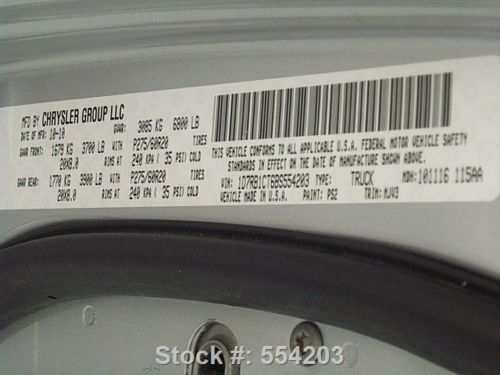 MFD BY CHRYSLER GROUP LLC
DATE OF MFR: 10-10 GVWR: 3085 KG 6800 LB
GAWR FRONT: 1679 KG 3700 LB WITH P275/60R20 TIRES
20X8.0 RIMS AT 240 KPA ( 35 PSI) COLD
GAWR REAR: 1770 KG 3900 LB WITH P275/60R20 TIRES
20X8.0 RIMS AT 240 KPA ( 35 PSI) COLD
THIS VEHICLE CONFORMS TO ALL APPLICABLE U.S.A. FEDERAL MOTOR VEHICLE SAFETY
STANDARDS IN EFFECT ON THE DATE OF MANUFACTURE SHOWN ABOVE.
VIN: 1D7RB1CT6BS554203 TYPE: TRUCK MDH: 101116 115AA
VEHICLE MADE IN U.S.A. PAINT: PS2 TRIM: MJV3
Stock #: 554203